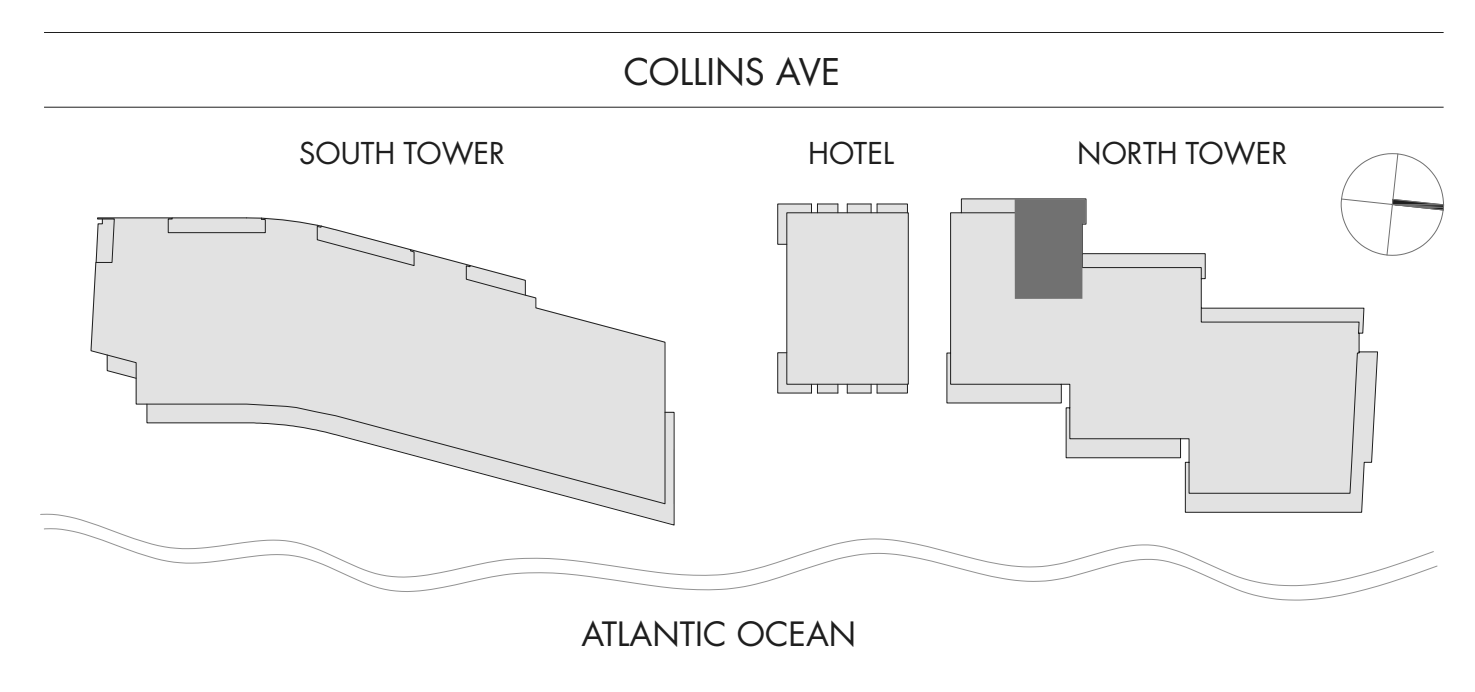 COLLINS AVE
SOUTH TOWER
HOTEL
NORTH TOWER
ATLANTIC OCEAN